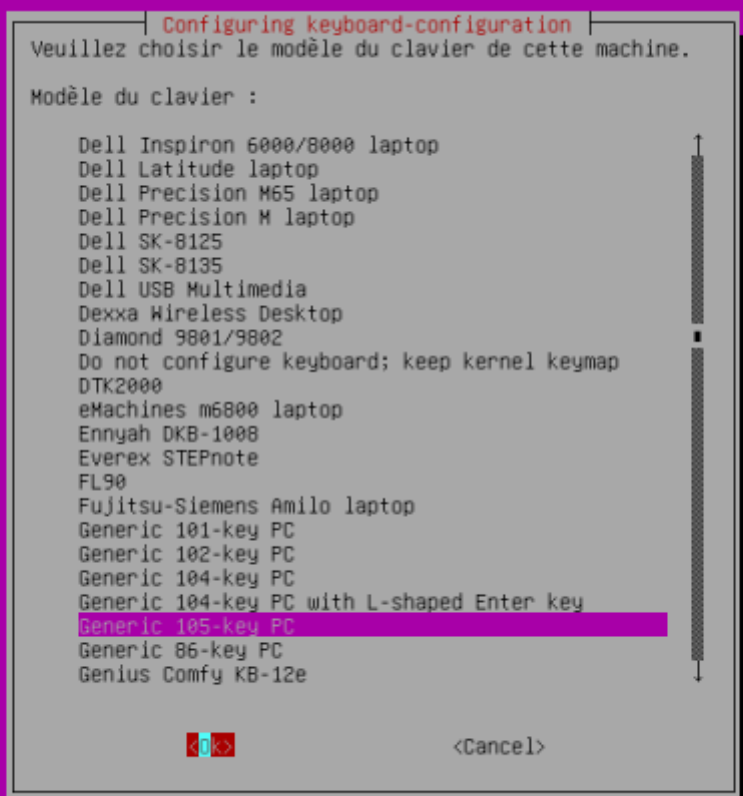 Configuring keyboard-configuration
Veuillez choisir le modèle du clavier de cette machine.
Modèle du clavier :
Dell Inspiron 6000/8000 laptop
Dell Latitude laptop
Dell Precision M65 laptop
Dell Precision M laptop
Dell SK-8125
Dell SK-8135
Dell USB Multimedia
Dexxa Wireless Desktop
Diamond 9801/9802
Do not configure keyboard; keep kernel keymap
DTK2000
eMachines m6800 laptop
Ennyah DKB-1008
Everex STEPnote
FL90
Fujitsu-Siemens Amilo laptop
Generic 101-key PC
Generic 102-key PC
Generic 104-key PC
Generic 104-key PC with L-shaped Enter key
Generic 105-key PC
Generic 86-key PC
Genius Comfy KB-12e
<Ok> <Cancel>